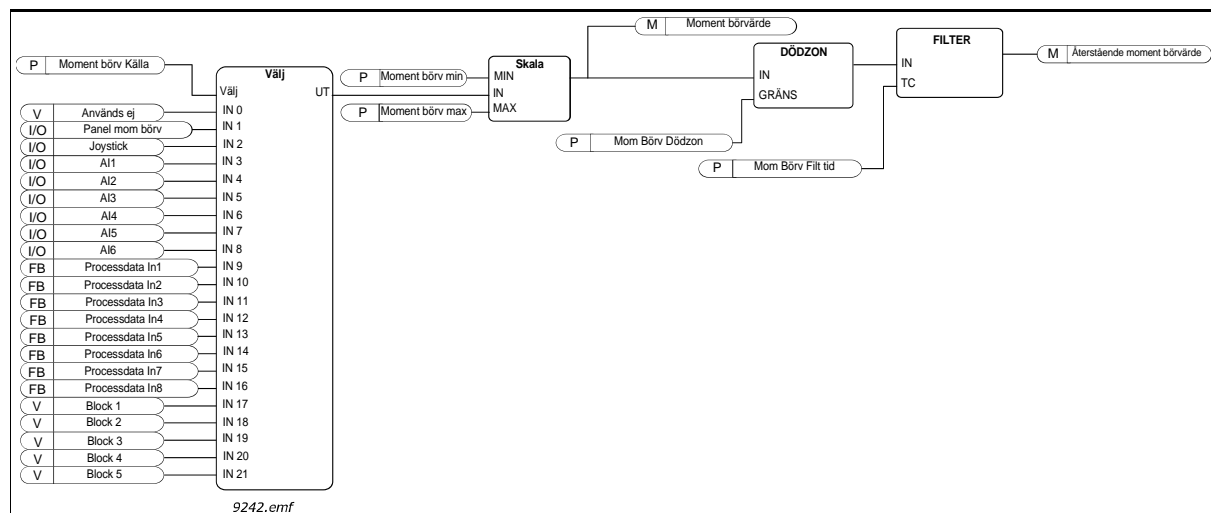 M Moment börvärde
P Moment börv Källa
Välj
Välj
UT
V Används ej IN 0
I/O Panel mom börv IN 1
I/O Joystick IN 2
I/O AI1 IN 3
I/O AI2 IN 4
I/O AI3 IN 5
I/O AI4 IN 6
I/O AI5 IN 7
I/O AI6 IN 8
FB Processdata In1 IN 9
FB Processdata In2 IN 10
FB Processdata In3 IN 11
FB Processdata In4 IN 12
FB Processdata In5 IN 13
FB Processdata In6 IN 14
FB Processdata In7 IN 15
FB Processdata In8 IN 16
V Block 1 IN 17
V Block 2 IN 18
V Block 3 IN 19
V Block 4 IN 20
V Block 5 IN 21
9242.emf
P Moment börv min
P Moment börv max
Skala
MIN
IN
MAX
DÖDZON
IN
GRÄNS
P Mom Börv Dödzon
P Mom Börv Filt tid
FILTER
IN
TC
M Återstående moment börvärde